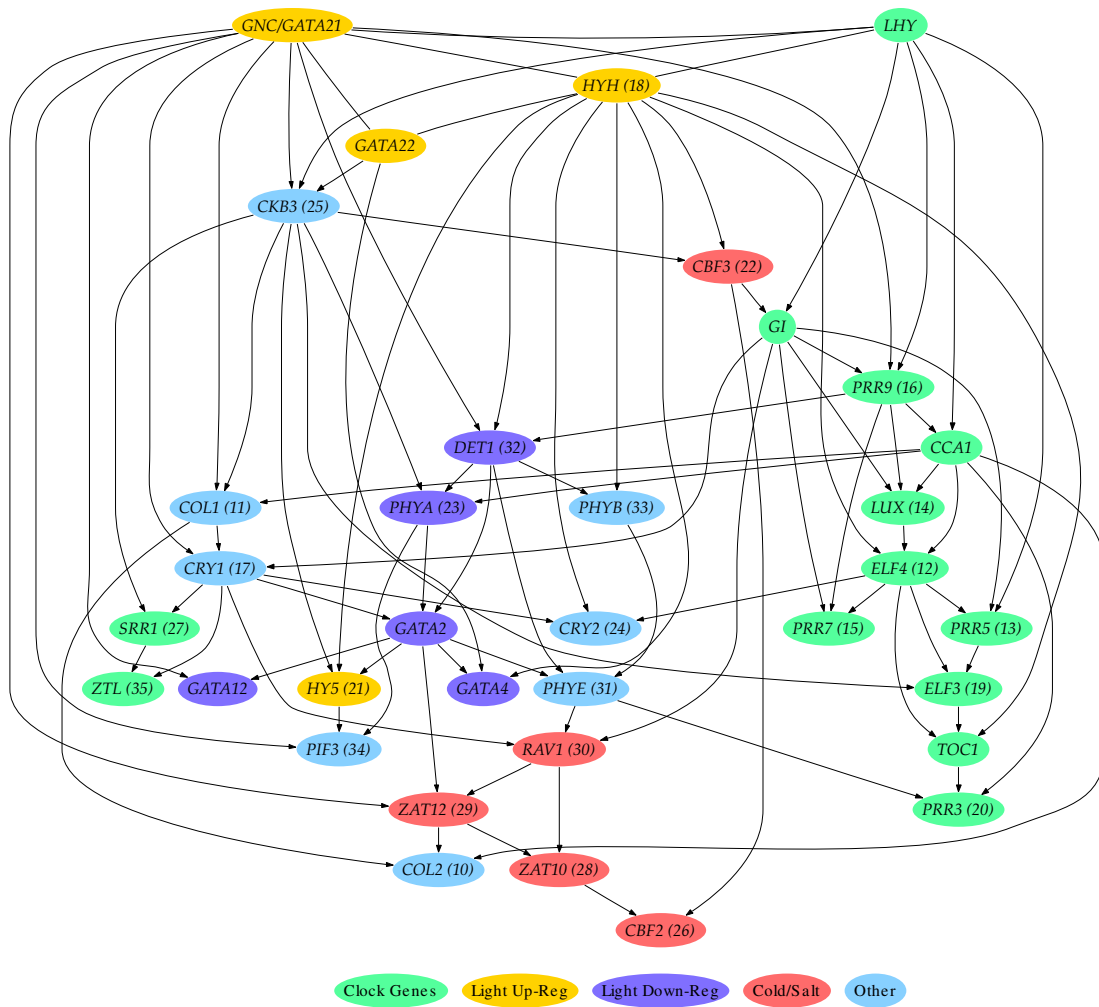 GNC/GATA21
LHY
HYH (18)
GATA22
CKB3 (25)
CBF3 (22)
GI
PRR9 (16)
DET1 (32)
CCA1
COL1 (11)
PHYA (23)
PHYB (33)
LUX (14)
CRY1 (17)
ELF4 (12)
SRR1 (27)
GATA2
CRY2 (24)
PRR7 (15)
PRR5 (13)
ZTL (35)
GATA12
HY5 (21)
GATA4
PHYE (31)
ELF3 (19)
PIF3 (34)
RAV1 (30)
TOC1
ZAT12 (29)
PRR3 (20)
COL2 (10)
ZAT10 (28)
CBF2 (26)
Clock Genes
Light Up-Reg
Light Down-Reg
Cold/Salt
Other